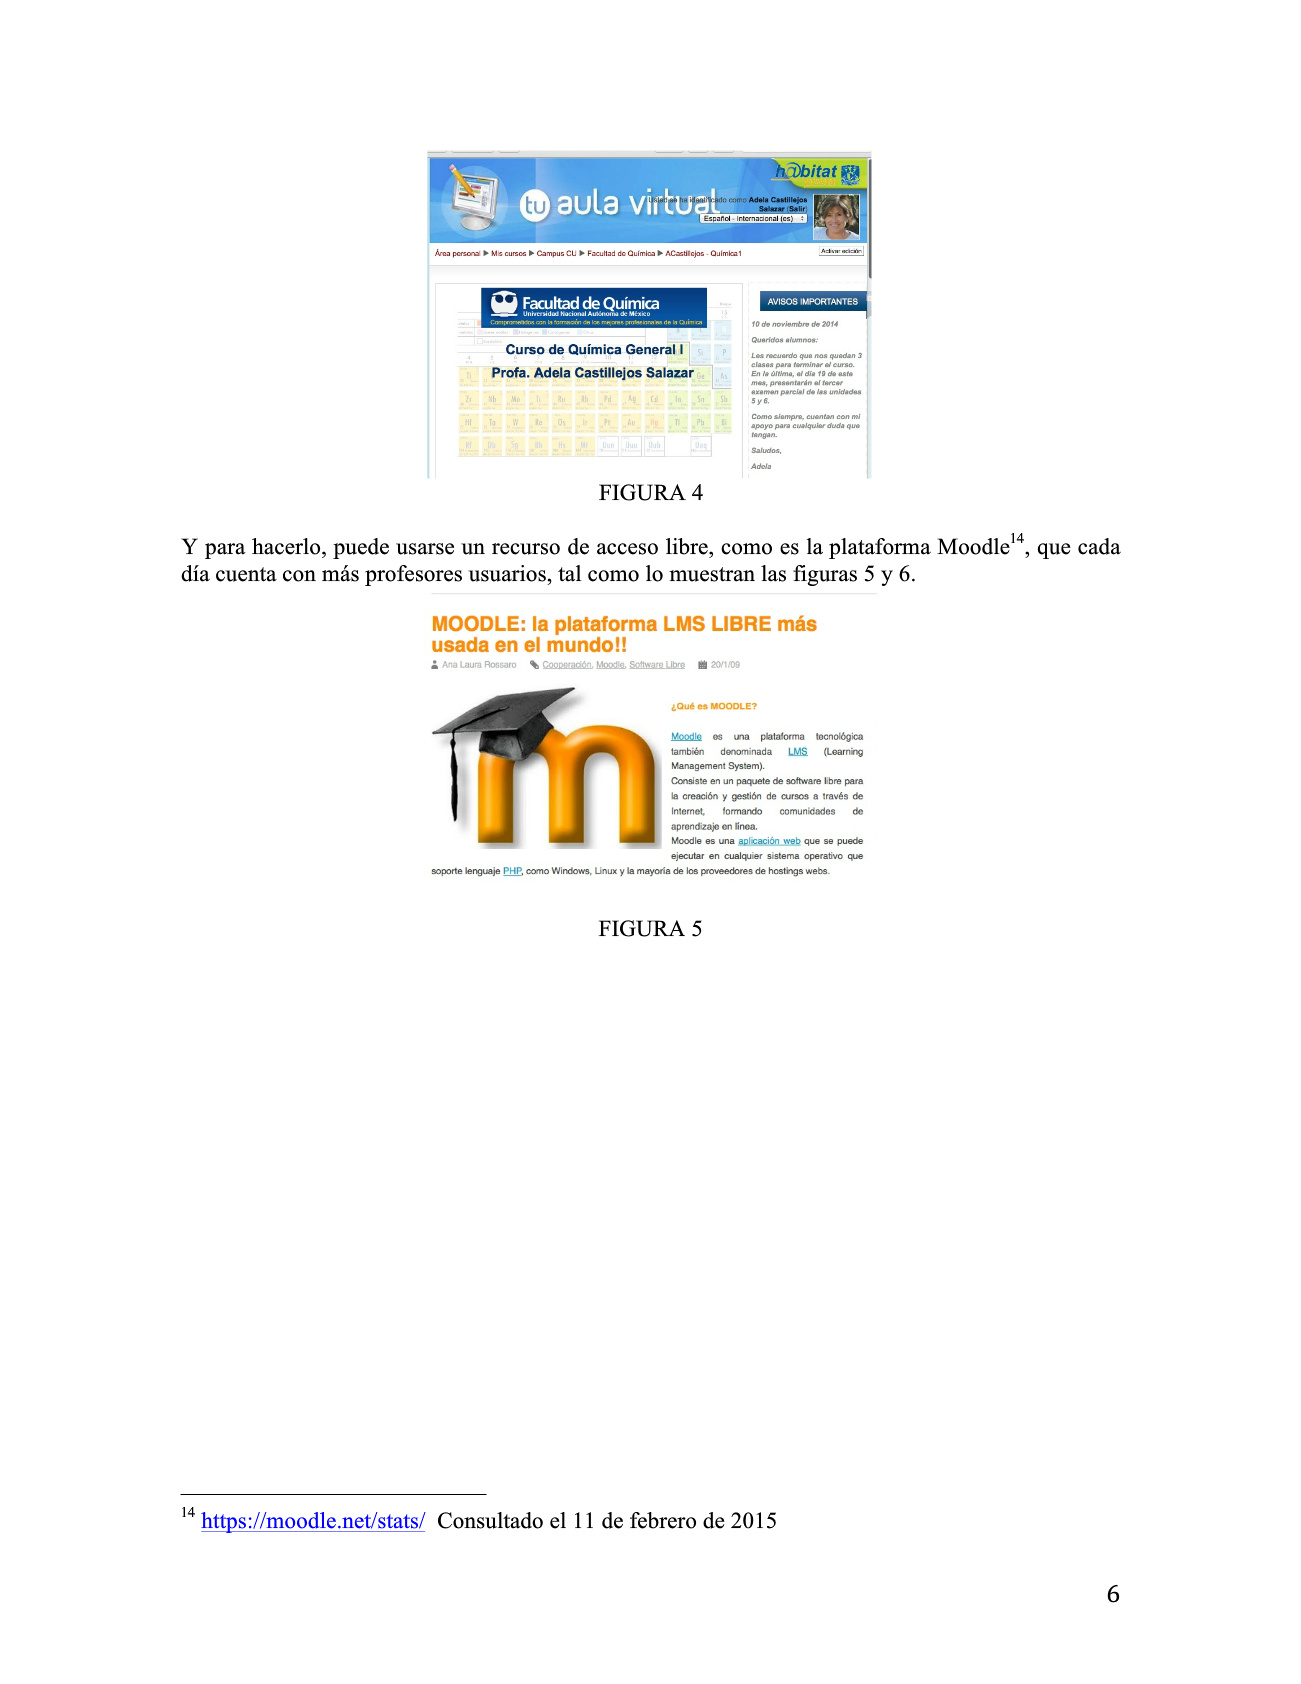 h@bitat
tu aula virtual
Usted se ha identificado como Adela Castillejos
Salazar (Salir)
Español - Internacional (es)
Área personal ▶ Mis cursos ▶ Campus CU ▶ Facultad de Química ▶ ACastillejos - Química1
Activar edición
Facultad de Química
Universidad Nacional Autónoma de México
Comprometidos con la formación de los mejores profesionales de la Química
Curso de Química General I
Profa. Adela Castillejos Salazar
AVISOS IMPORTANTES
10 de noviembre de 2014
Queridos alumnos:
Les recuerdo que nos quedan 3
clases para terminar el curso.
En la última, el día 19 de este
mes, presentarán el tercer
examen parcial de las unidades
5 y 6.
Como siempre, cuentan con mi
apoyo para cualquier duda que
tengan.
Saludos,
Adela
FIGURA 4
Y para hacerlo, puede usarse un recurso de acceso libre, como es la plataforma Moodle14, que cada
día cuenta con más profesores usuarios, tal como lo muestran las figuras 5 y 6.
MOODLE: la plataforma LMS LIBRE más
usada en el mundo!!
Ana Laura Rossaro Cooperación, Moodle, Software Libre 20/1/09
¿Qué es MOODLE?
Moodle es una plataforma tecnológica
también denominada LMS (Learning
Management System).
Consiste en un paquete de software libre para
la creación y gestión de cursos a través de
Internet, formando comunidades de
aprendizaje en línea.
Moodle es una aplicación web que se puede
ejecutar en cualquier sistema operativo que
soporte lenguaje PHP, como Windows, Linux y la mayoría de los proveedores de hostings webs.
FIGURA 5
14 https://moodle.net/stats/ Consultado el 11 de febrero de 2015
6